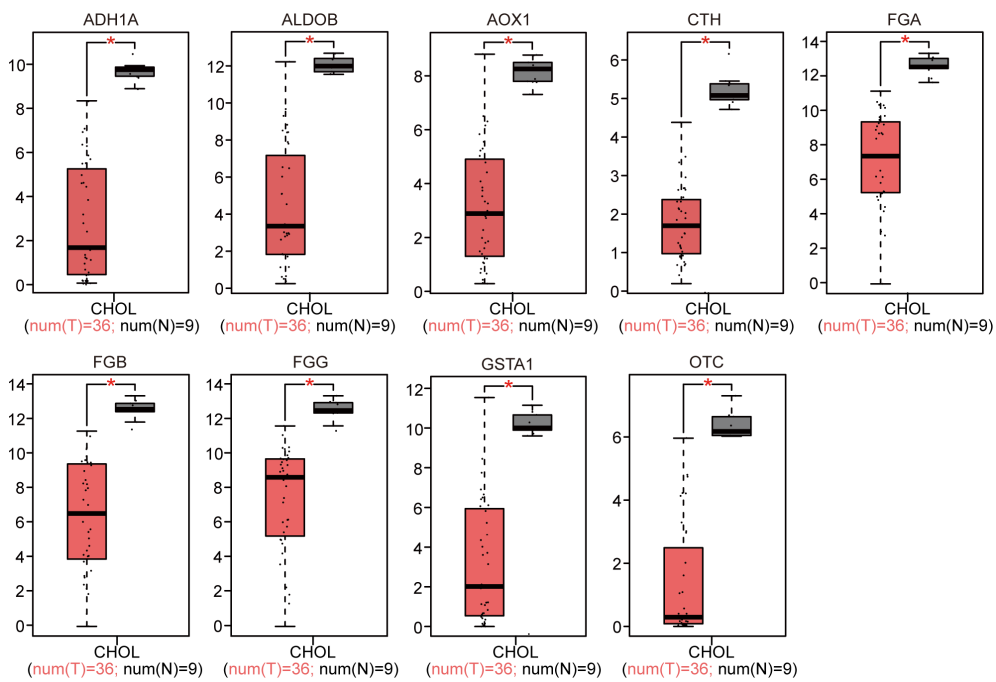 ADH1A
ALDOB
AOX1
CTH
FGA
10
8
6
4
2
0
*
CHOL
(num(T)=36; num(N)=9)
12
10
8
6
4
2
0
*
CHOL
(num(T)=36; num(N)=9)
8
6
4
2
0
*
CHOL
(num(T)=36; num(N)=9)
6
5
4
3
2
1
0
*
CHOL
(num(T)=36; num(N)=9)
14
12
10
8
6
4
2
0
*
CHOL
(num(T)=36; num(N)=9)
FGB
FGG
GSTA1
OTC
14
12
10
8
6
4
2
0
*
CHOL
(num(T)=36; num(N)=9)
14
12
10
8
6
4
2
0
*
CHOL
(num(T)=36; num(N)=9)
12
10
8
6
4
2
0
*
CHOL
(num(T)=36; num(N)=9)
6
4
2
0
*
CHOL
(num(T)=36; num(N)=9)